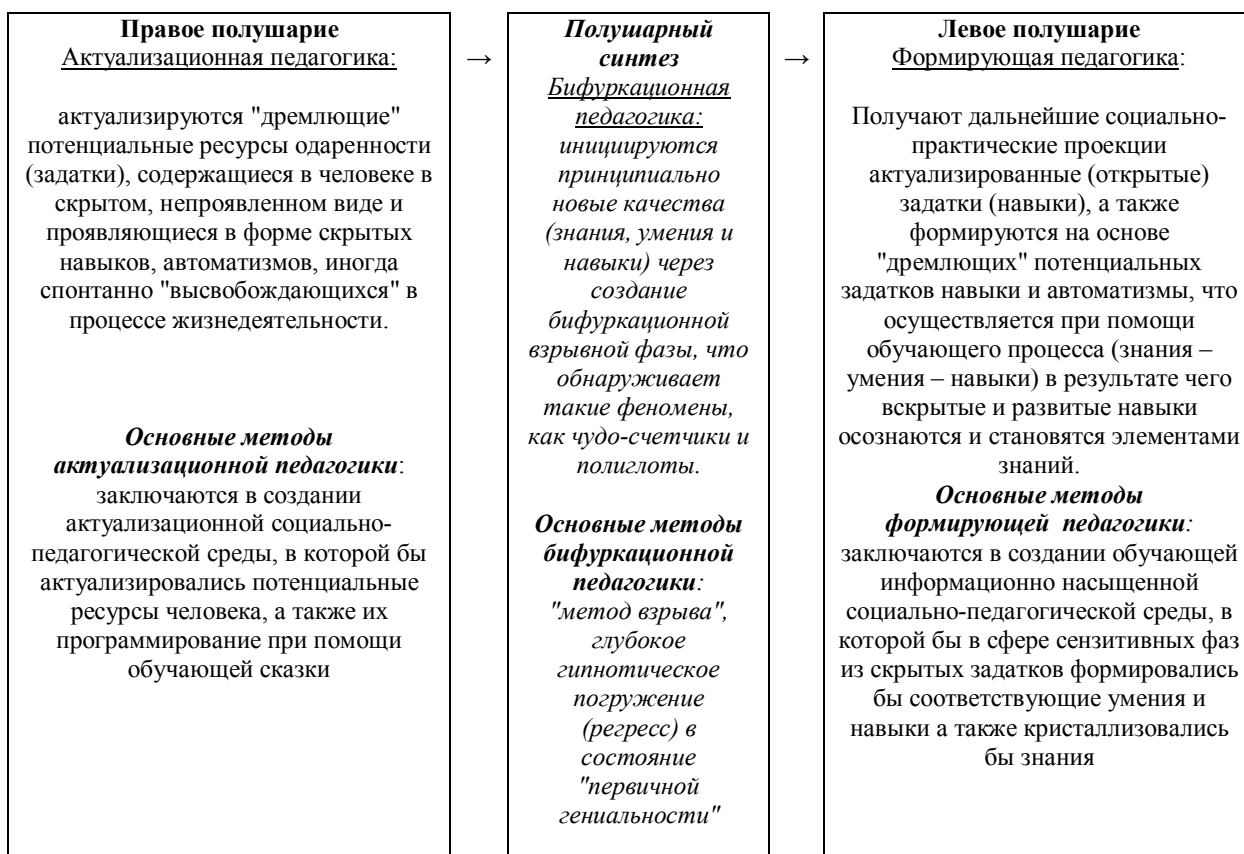 Правое полушарие
Актуализационная педагогика:
актуализируются "дремлющие"
потенциальные ресурсы одаренности
(задатки), содержащиеся в человеке в
скрытом, непроявленном виде и
проявляющиеся в форме скрытых
навыков, автоматизмов, иногда
спонтанно "высвобождающихся" в
процессе жизнедеятельности.
Основные методы
актуализационной педагогики:
заключаются в создании
актуализационной социально-
педагогической среды, в которой бы
актуализировались потенциальные
ресурсы человека, а также их
программирование при помощи
обучающей сказки
→
Полушарный
синтез
Бифуркационная
педагогика:
инициируются
принципиально
новые качества
(знания, умения и
навыки) через
создание
бифуркационной
взрывной фазы, что
обнаруживает
такие феномены,
как чудо-счетчики и
полиглоты.
Основные методы
бифуркационной
педагогики:
"метод взрыва",
глубокое
гипнотическое
погружение
(регресс) в
состояние
"первичной
гениальности"
→
Левое полушарие
Формирующая педагогика:
Получают дальнейшие социально-
практические проекции
актуализированные (открытые)
задатки (навыки), а также
формируются на основе
"дремлющих" потенциальных
задатков навыки и автоматизмы, что
осуществляется при помощи
обучающего процесса (знания –
умения – навыки) в результате чего
вскрытые и развитые навыки
осознаются и становятся элементами
знаний.
Основные методы
формирующей педагогики:
заключаются в создании обучающей
информационно насыщенной
социально-педагогической среды, в
которой бы в сфере сензитивных фаз
из скрытых задатков формировались
бы соответствующие умения и
навыки а также кристаллизовались
бы знания